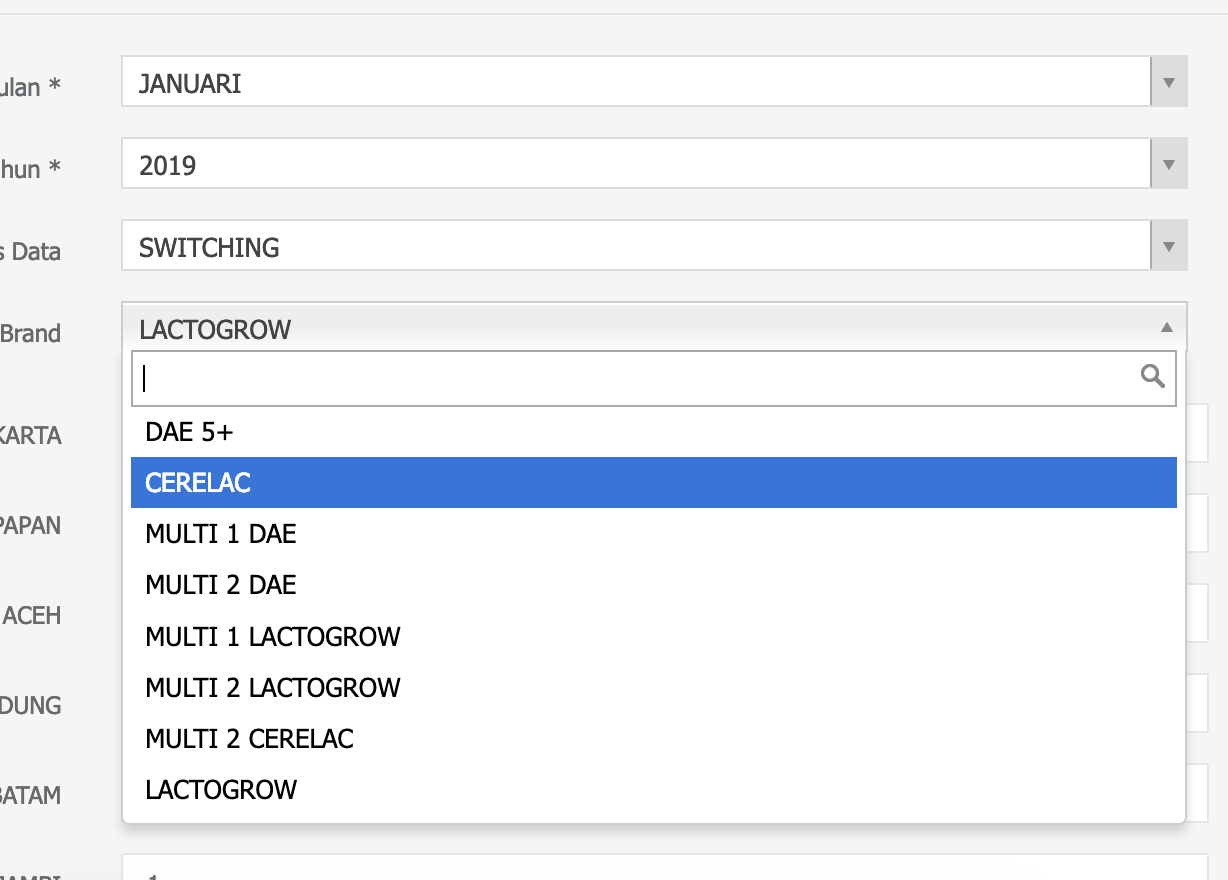 ulan *
JANUARI
hun *
2019
s Data
SWITCHING
Brand
LACTOGROW
DAE 5+
KARTA
CERELAC
PAPAN
MULTI 1 DAE
MULTI 2 DAE
ACEH
MULTI 1 LACTOGROW
MULTI 2 LACTOGROW
DUNG
MULTI 2 CERELAC
LACTOGROW
BATAM